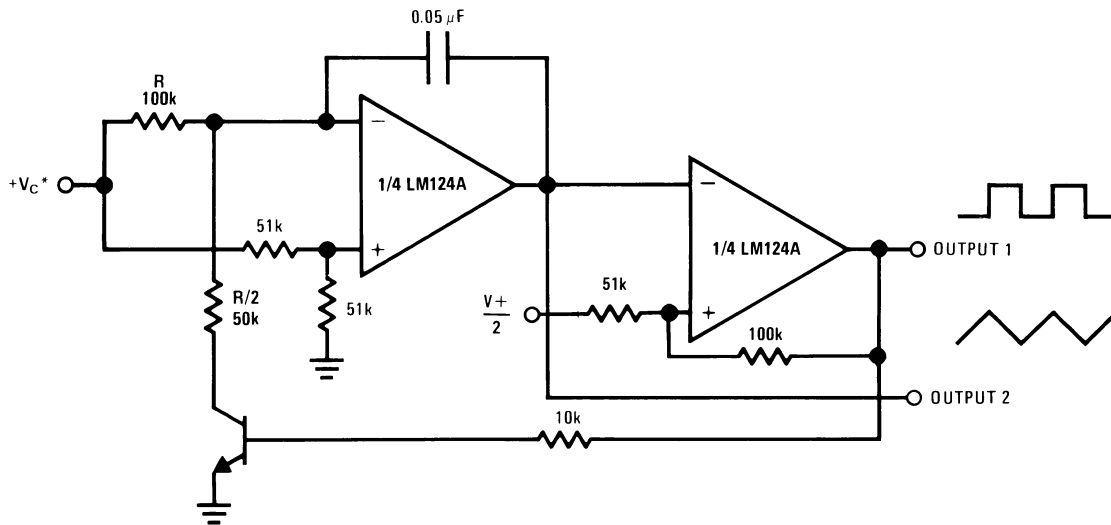 0.05 μF
R
100k
+VC*
1/4 LM124A
51k
51k
R/2
50k
1/4 LM124A
OUTPUT 1
51k
V+
2
100k
OUTPUT 2
10k